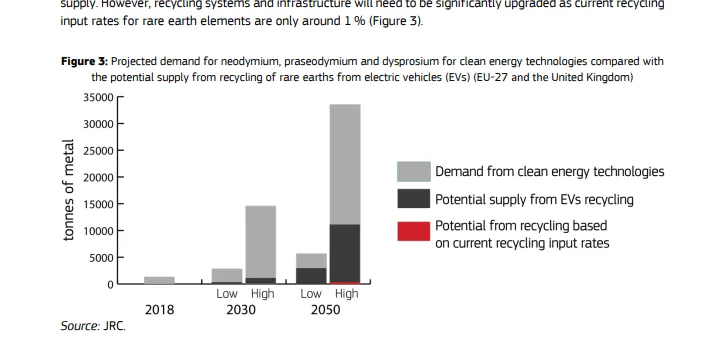 supply. However, recycling systems and infrastructure will need to be significantly upgraded as current recycling
input rates for rare earth elements are only around 1 % (Figure 3).
Figure 3: Projected demand for neodymium, praseodymium and dysprosium for clean energy technologies compared with
the potential supply from recycling of rare earths from electric vehicles (EVs) (EU-27 and the United Kingdom)
tonnes of metal
35000
30000
25000
20000
15000
10000
5000
0
Low High Low High
2018 2030 2050
Demand from clean energy technologies
Potential supply from EVs recycling
Potential from recycling based
on current recycling input rates
Source: JRC.